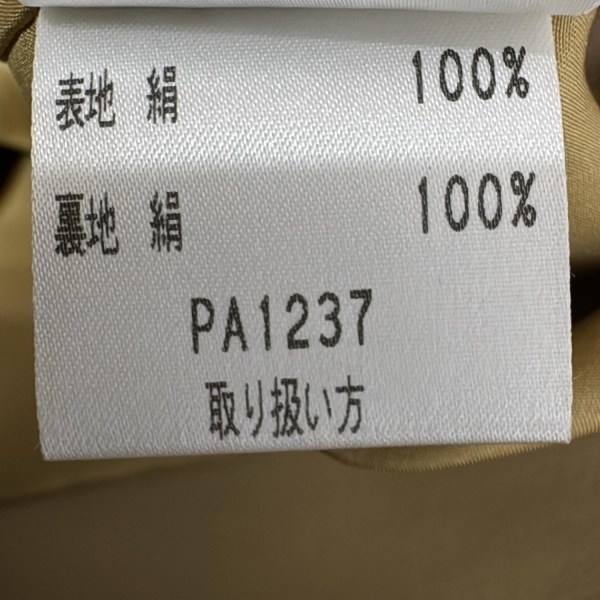 表地 絹 100%
裏地 絹 100%
PA1237
取り扱い方